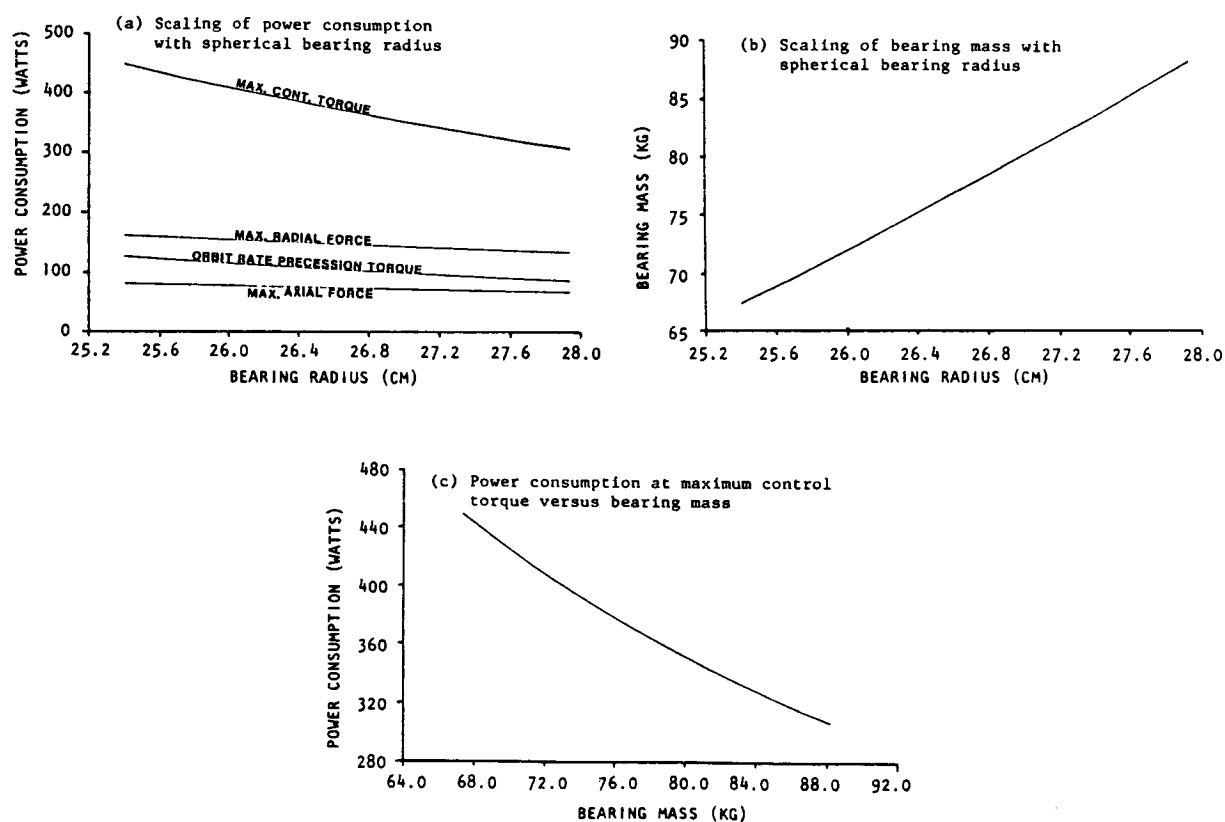 (a) Scaling of power consumption
with spherical bearing radius
POWER CONSUMPTION (WATTS)
500
400
300
200
100
0
MAX. CONT. TORQUE
MAX. RADIAL FORCE
ORBIT RATE PRECESSION TORQUE
MAX. AXIAL FORCE
25.2 25.6 26.0 26.4 26.8 27.2 27.6 28.0
BEARING RADIUS (CM)
(b) Scaling of bearing mass with
spherical bearing radius
BEARING MASS (KG)
90
85
80
75
70
65
25.2 25.6 26.0 26.4 26.8 27.2 27.6 28.0
BEARING RADIUS (CM)
(c) Power consumption at maximum control
torque versus bearing mass
POWER CONSUMPTION (WATTS)
480
440
400
360
320
280
64.0 68.0 72.0 76.0 80.0 84.0 88.0 92.0
BEARING MASS (KG)